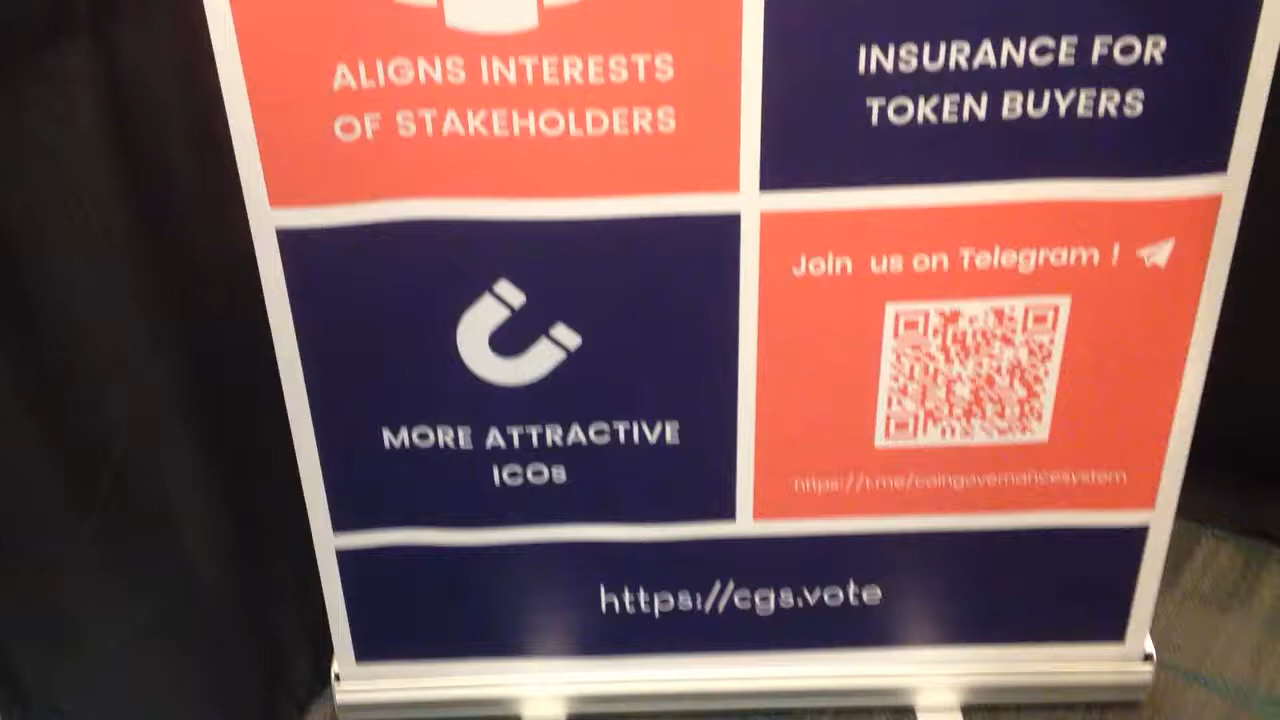 ALIGNS INTERESTS
OF STAKEHOLDERS
INSURANCE FOR
TOKEN BUYERS
MORE ATTRACTIVE
ICOs
Join us on Telegram !
https://t.me/coingovernancesystem
https://cgs.vote